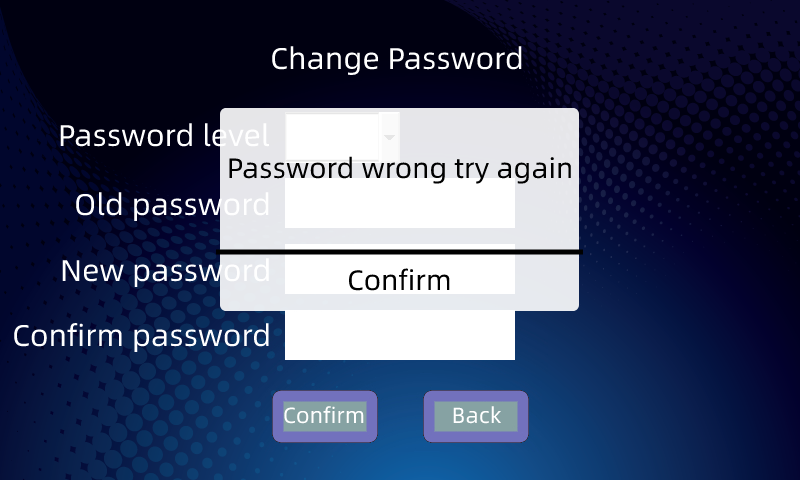 Change Password
Password level
Password wrong try again
Old password
New password
Confirm
Confirm password
Confirm
Back